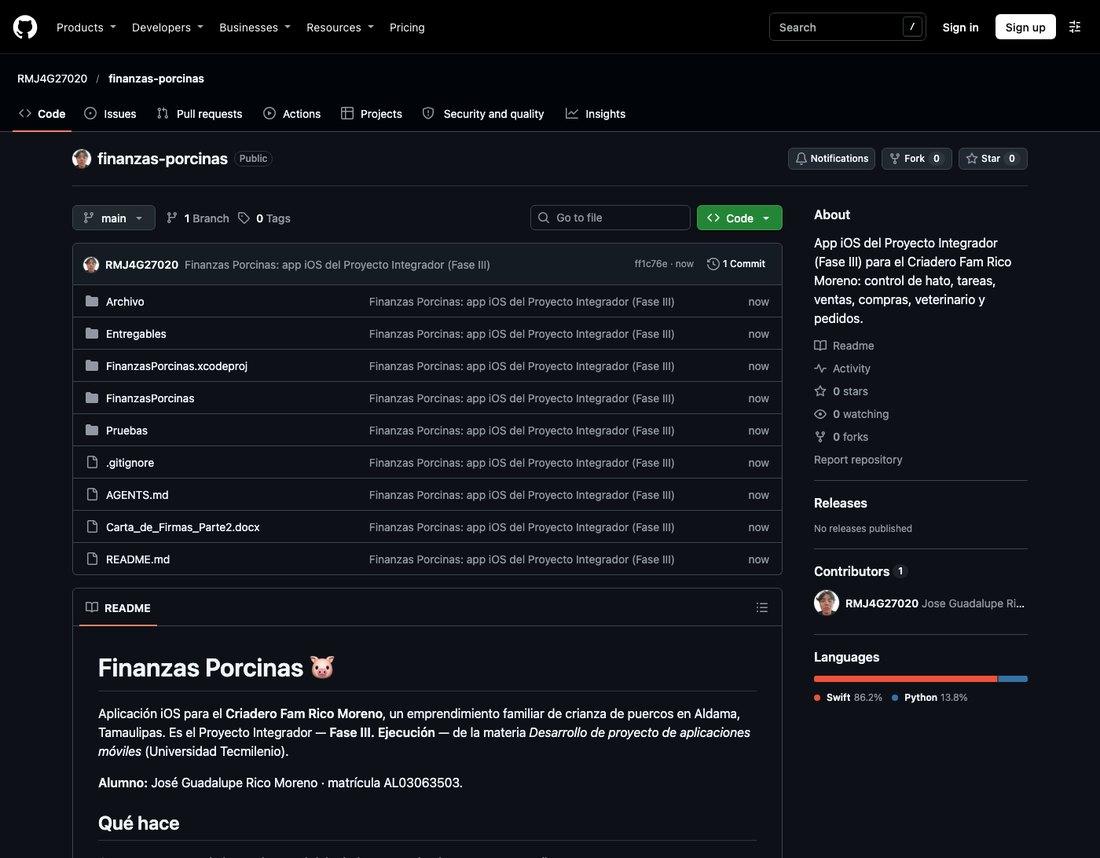 Products Developers Businesses Resources Pricing Search / Sign in Sign up
RMJ4G27020 / finanzas-porcinas
Code Issues Pull requests Actions Projects Security and quality Insights
finanzas-porcinas Public Notifications Fork 0 Star 0
main 1 Branch 0 Tags Go to file Code
RMJ4G27020 Finanzas Porcinas: app iOS del Proyecto Integrador (Fase III) ff1c76e · now 1 Commit
Archivo Finanzas Porcinas: app iOS del Proyecto Integrador (Fase III) now
Entregables Finanzas Porcinas: app iOS del Proyecto Integrador (Fase III) now
FinanzasPorcinas.xcodeproj Finanzas Porcinas: app iOS del Proyecto Integrador (Fase III) now
FinanzasPorcinas Finanzas Porcinas: app iOS del Proyecto Integrador (Fase III) now
Pruebas Finanzas Porcinas: app iOS del Proyecto Integrador (Fase III) now
.gitignore Finanzas Porcinas: app iOS del Proyecto Integrador (Fase III) now
AGENTS.md Finanzas Porcinas: app iOS del Proyecto Integrador (Fase III) now
Carta_de_Firmas_Parte2.docx Finanzas Porcinas: app iOS del Proyecto Integrador (Fase III) now
README.md Finanzas Porcinas: app iOS del Proyecto Integrador (Fase III) now
README
Finanzas Porcinas 🐷
Aplicación iOS para el Criadero Fam Rico Moreno, un emprendimiento familiar de crianza de puercos en Aldama,
Tamaulipas. Es el Proyecto Integrador — Fase III. Ejecución — de la materia Desarrollo de proyecto de aplicaciones
móviles (Universidad Tecmilenio).
Alumno: José Guadalupe Rico Moreno · matrícula AL03063503.
Qué hace
About
App iOS del Proyecto Integrador
(Fase III) para el Criadero Fam Rico
Moreno: control de hato, tareas,
ventas, compras, veterinario y
pedidos.
Readme
Activity
0 stars
0 watching
0 forks
Report repository
Releases
No releases published
Contributors 1
RMJ4G27020 Jose Guadalupe Ri...
Languages
Swift 86.2% Python 13.8%